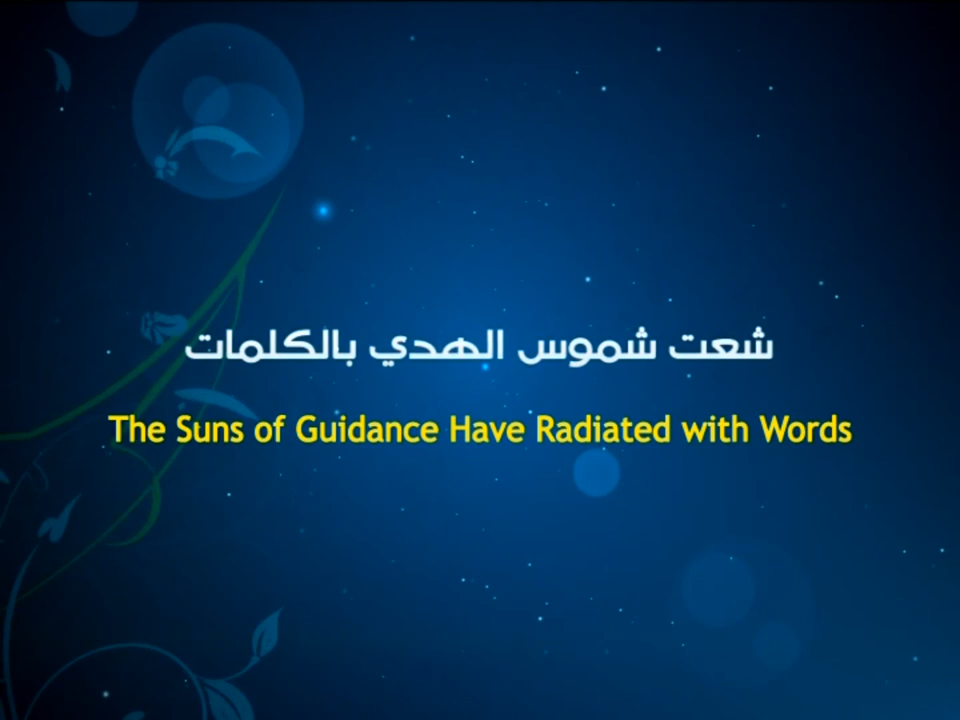 شعت شموس الهدي بالكلمات
The Suns of Guidance Have Radiated with Words